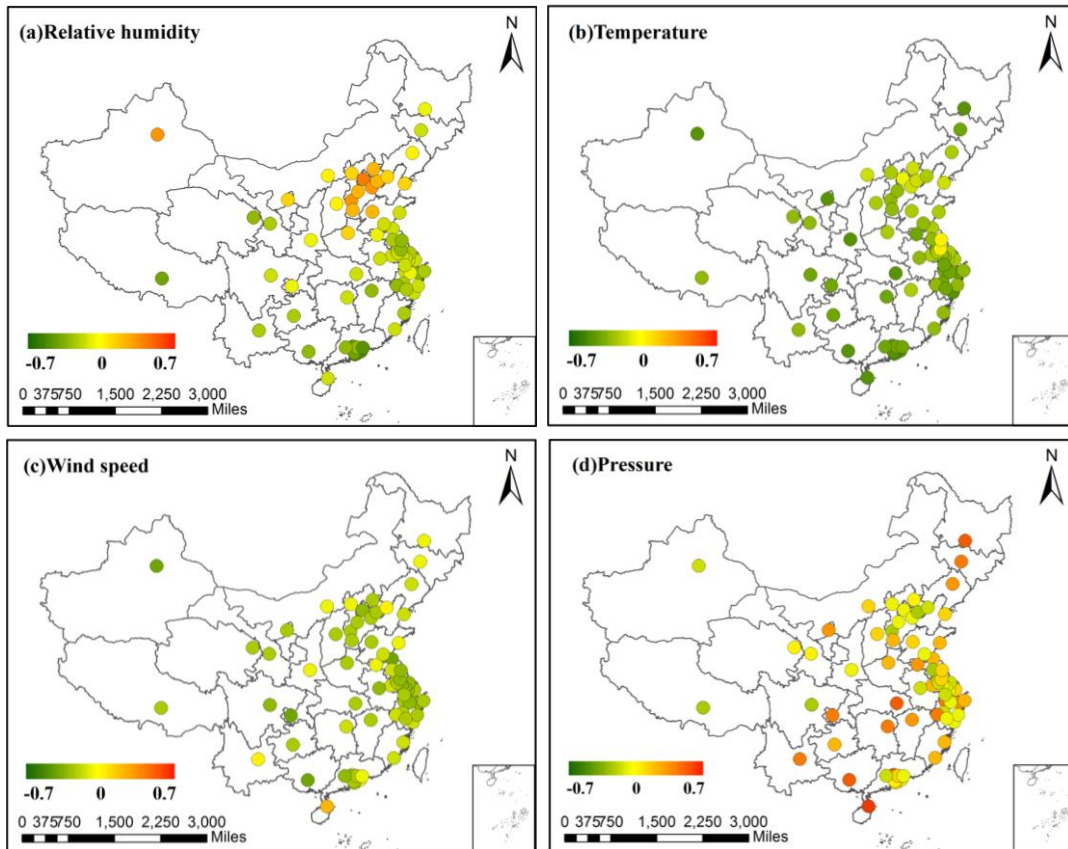 (a)Relative humidity
N
-0.7 0 0.7
0 375750 1,500 2,250 3,000
Miles
(b)Temperature
N
-0.7 0 0.7
0 375750 1,500 2,250 3,000
Miles
(c)Wind speed
N
-0.7 0 0.7
0 375750 1,500 2,250 3,000
Miles
(d)Pressure
N
-0.7 0 0.7
0 375750 1,500 2,250 3,000
Miles